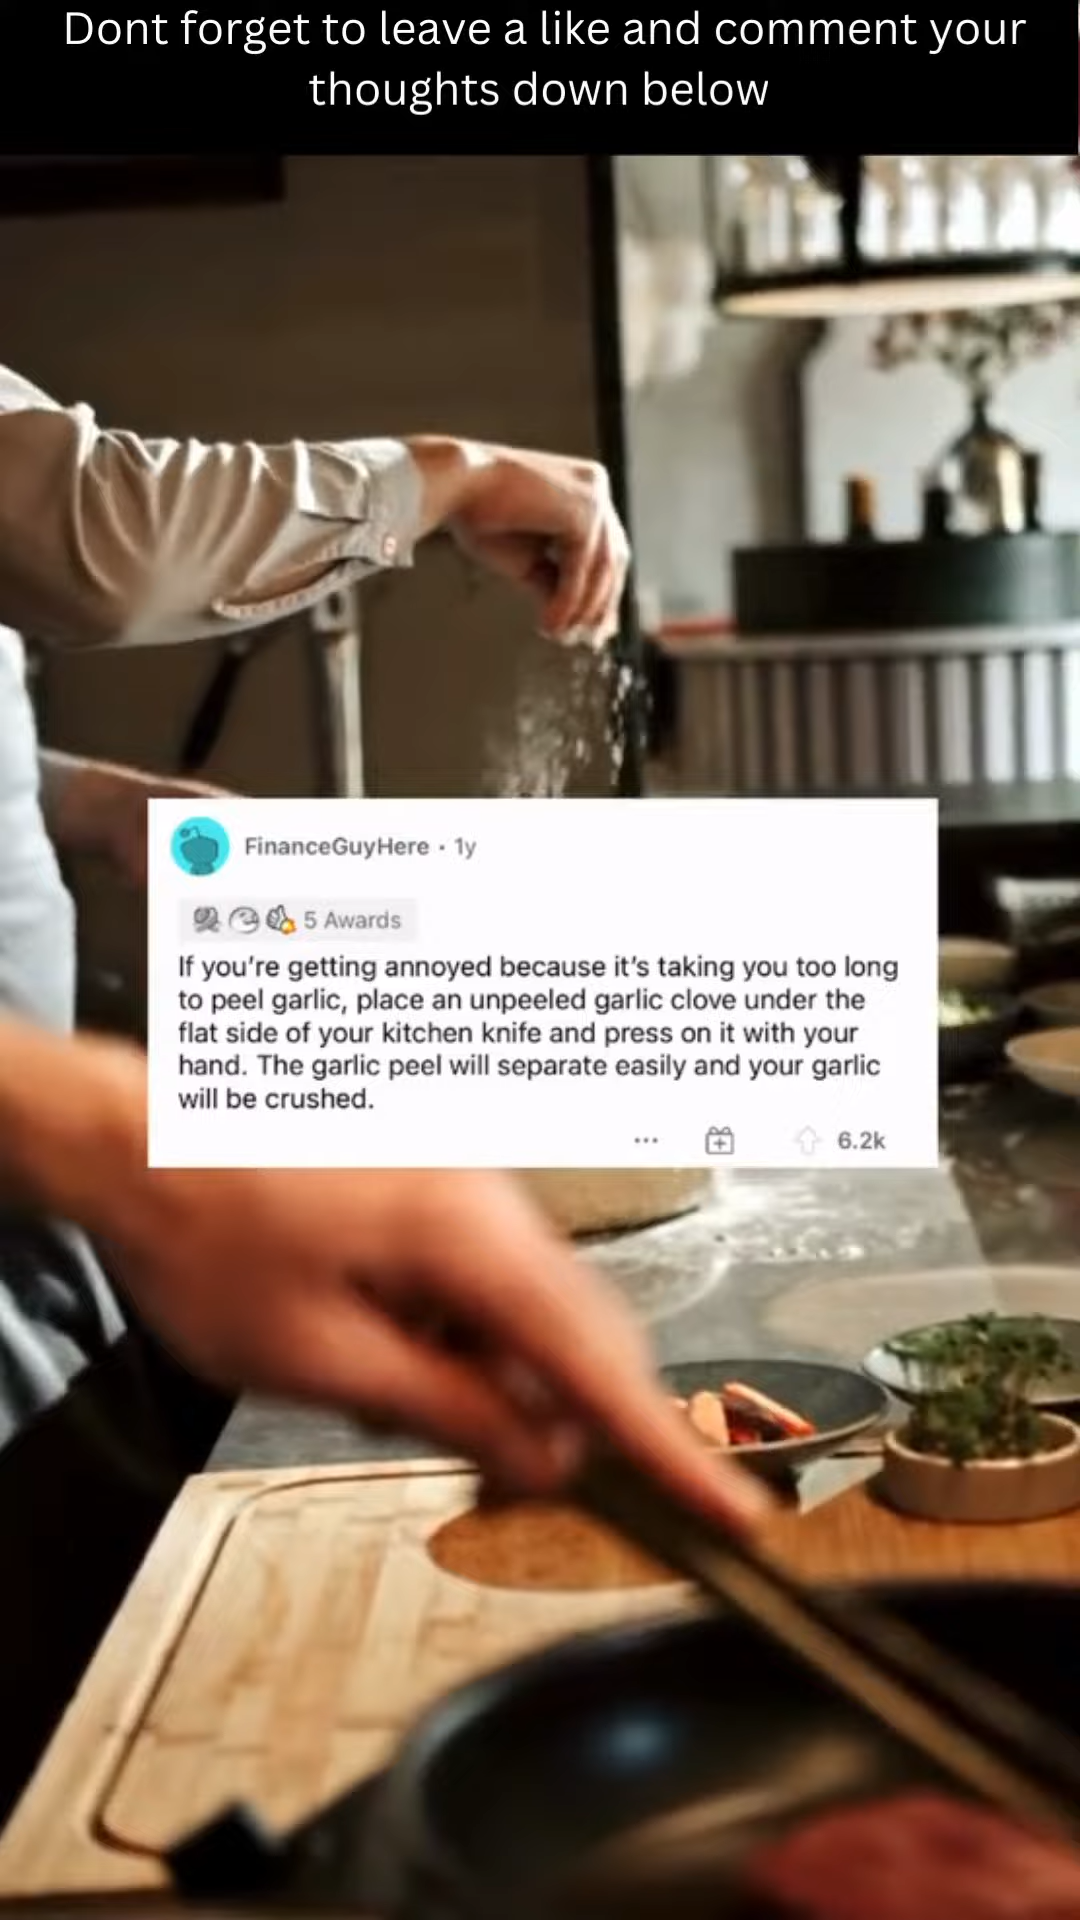 Dont forget to leave a like and comment your
thoughts down below
FinanceGuyHere · 1y
5 Awards
If you’re getting annoyed because it’s taking you too long
to peel garlic, place an unpeeled garlic clove under the
flat side of your kitchen knife and press on it with your
hand. The garlic peel will separate easily and your garlic
will be crushed.
6.2k